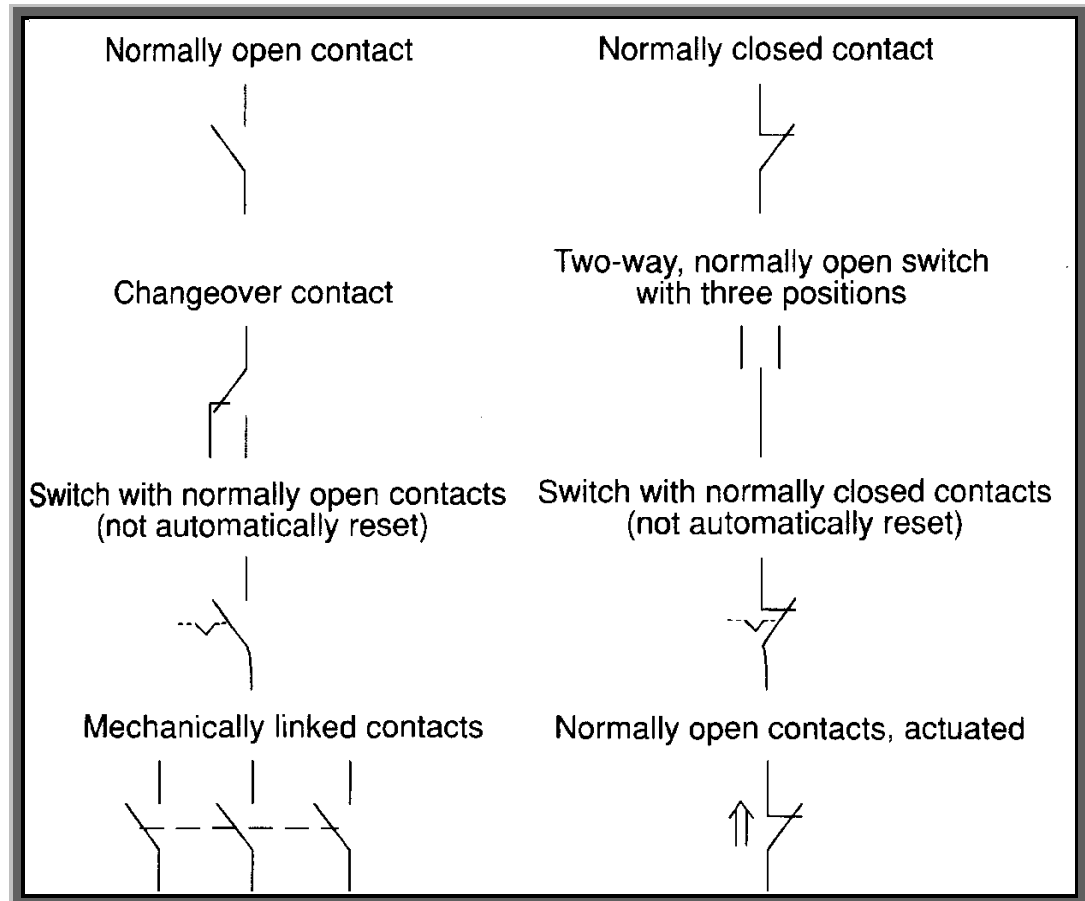 Normally open contact
Normally closed contact
Changeover contact
Two-way, normally open switch
with three positions
Switch with normally open contacts
(not automatically reset)
Switch with normally closed contacts
(not automatically reset)
Mechanically linked contacts
Normally open contacts, actuated